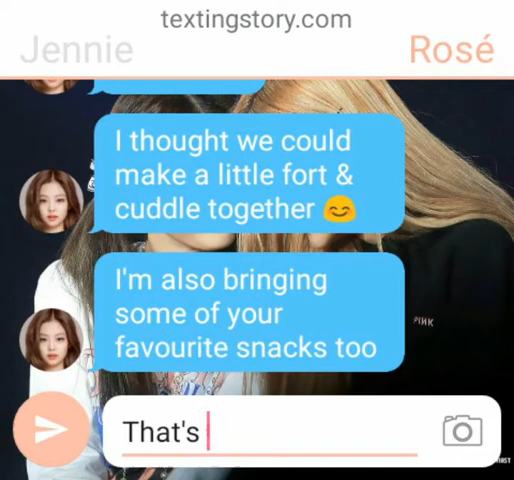 textingstory.com
Jennie
Rosé
I thought we could
make a little fort &
cuddle together 😊
I'm also bringing
some of your
favourite snacks too
PINK
That's